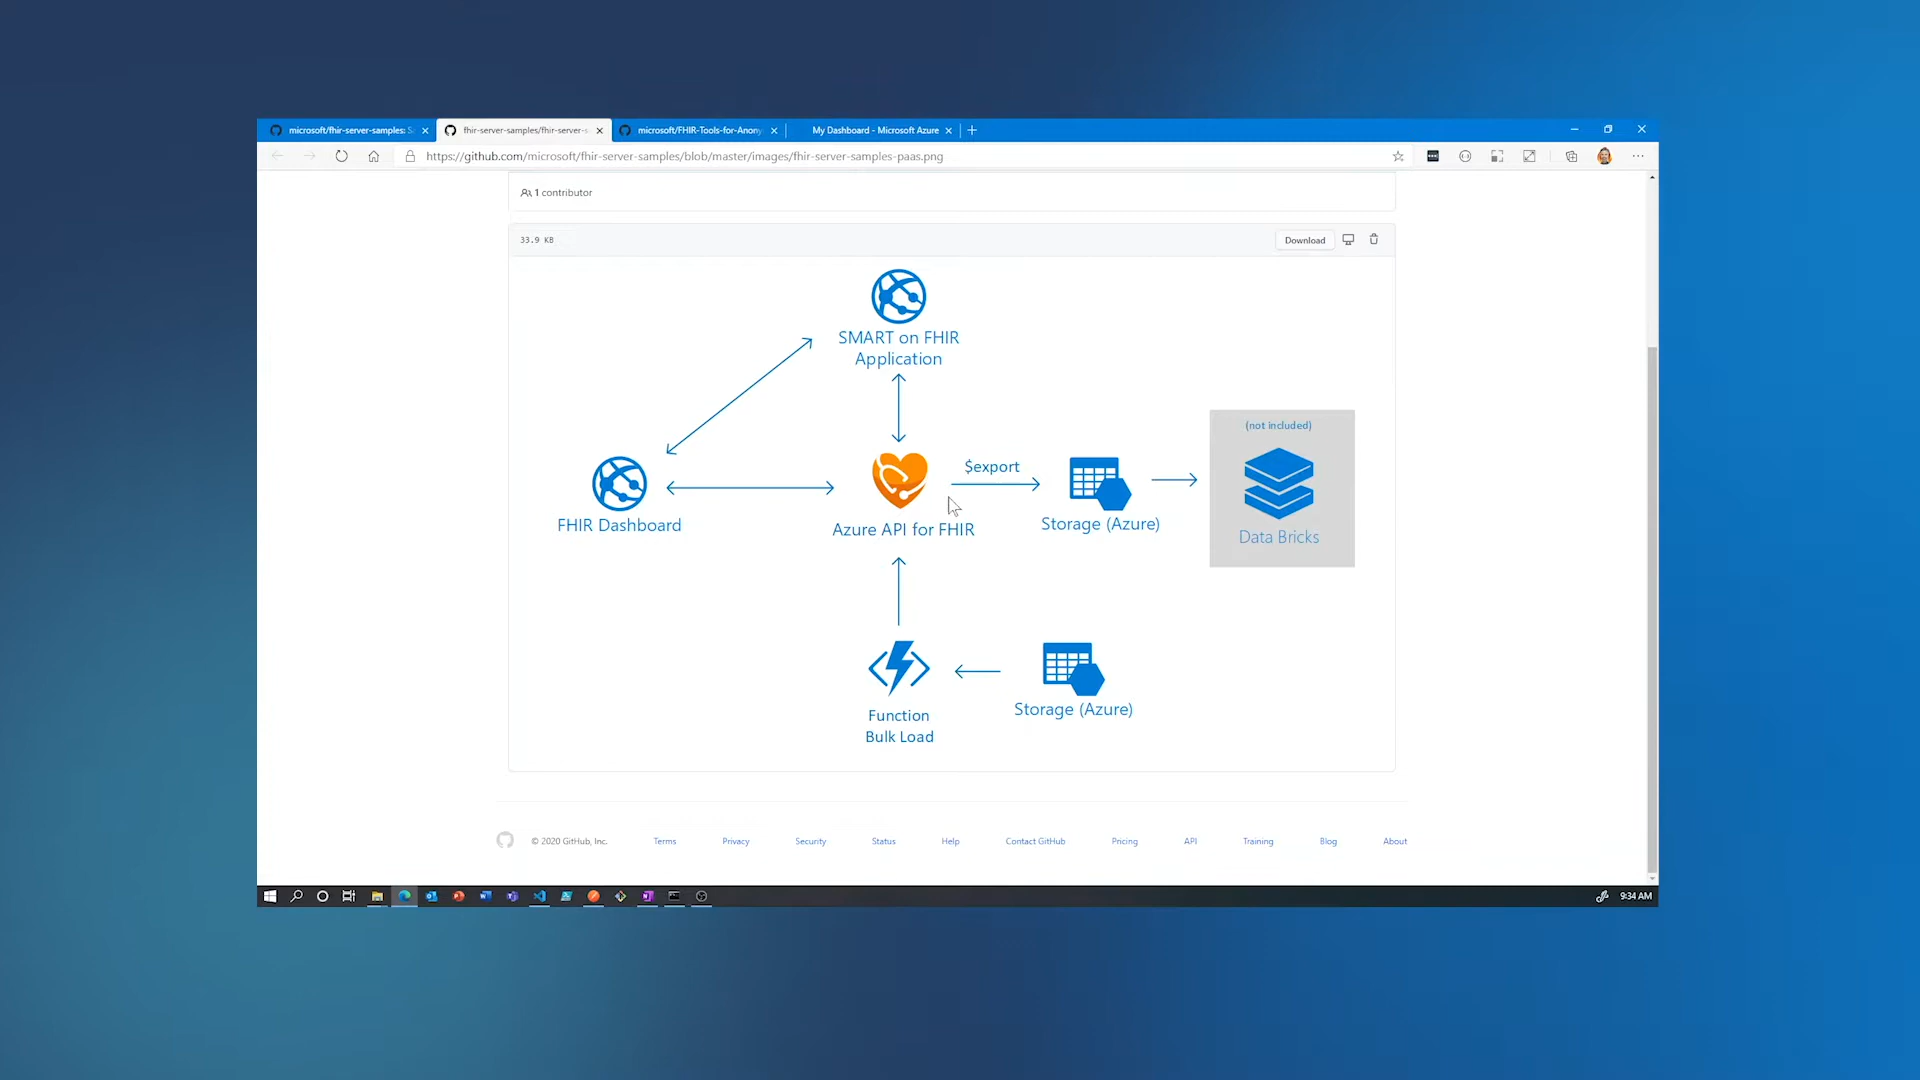 microsoft/fhir-server-samples: S
fhir-server-samples/fhir-server-s
microsoft/FHIR-Tools-for-Anony
My Dashboard - Microsoft Azure
https://github.com/microsoft/fhir-server-samples/blob/master/images/fhir-server-samples-paas.png
1 contributor
33.9 KB
Download
SMART on FHIR
Application
(not included)
$export
FHIR Dashboard
Azure API for FHIR
Storage (Azure)
Data Bricks
Function
Bulk Load
Storage (Azure)
© 2020 GitHub, Inc.
Terms
Privacy
Security
Status
Help
Contact GitHub
Pricing
API
Training
Blog
About
9:34 AM